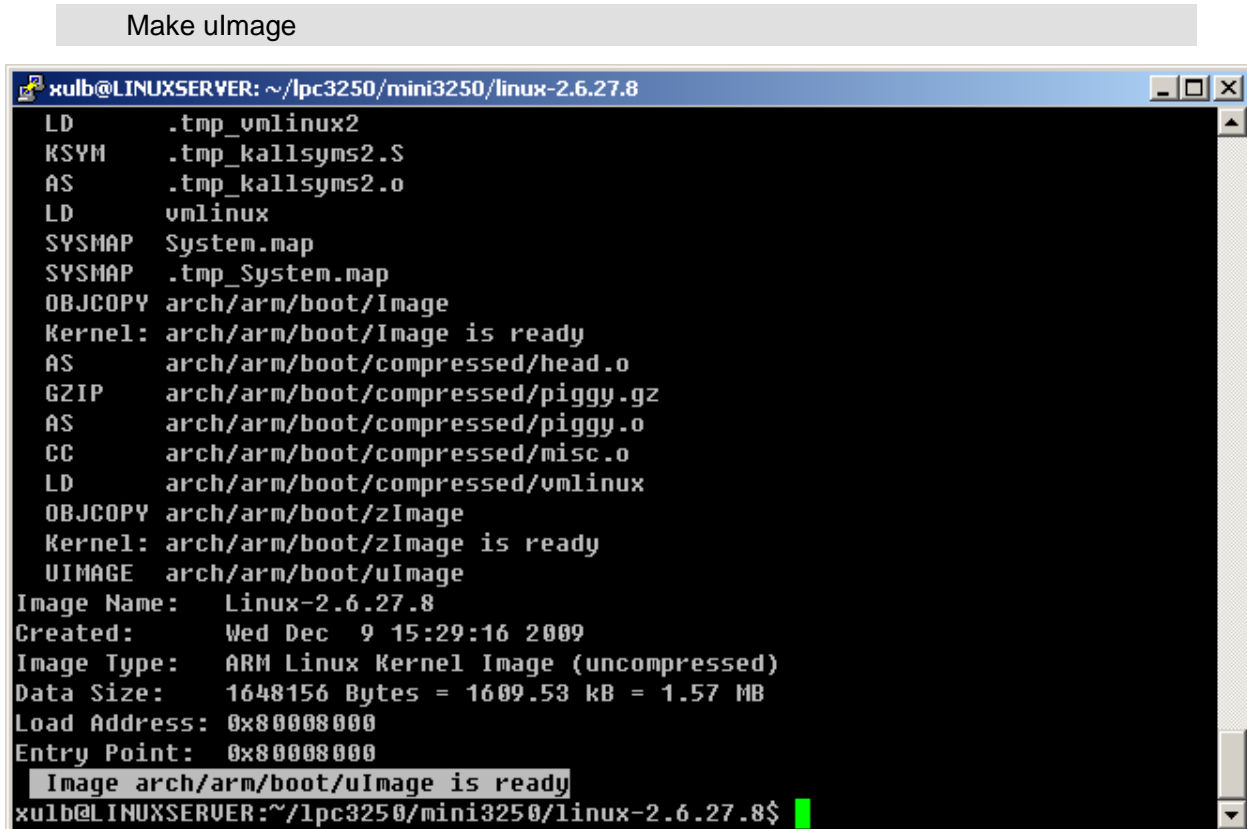 Make uImage
xulb@LINUXSERVER: ~/lpc3250/mini3250/linux-2.6.27.8
LD .tmp_vmlinux2
KSYM .tmp_kallsyms2.S
AS .tmp_kallsyms2.o
LD vmlinux
SYSMAP System.map
SYSMAP .tmp_System.map
OBJCOPY arch/arm/boot/Image
Kernel: arch/arm/boot/Image is ready
AS arch/arm/boot/compressed/head.o
GZIP arch/arm/boot/compressed/piggy.gz
AS arch/arm/boot/compressed/piggy.o
CC arch/arm/boot/compressed/misc.o
LD arch/arm/boot/compressed/vmlinux
OBJCOPY arch/arm/boot/zImage
Kernel: arch/arm/boot/zImage is ready
UIMAGE arch/arm/boot/uImage
Image Name: Linux-2.6.27.8
Created: Wed Dec 9 15:29:16 2009
Image Type: ARM Linux Kernel Image (uncompressed)
Data Size: 1648156 Bytes = 1609.53 kB = 1.57 MB
Load Address: 0x80008000
Entry Point: 0x80008000
Image arch/arm/boot/uImage is ready
xulb@LINUXSERVER:~/lpc3250/mini3250/linux-2.6.27.8$